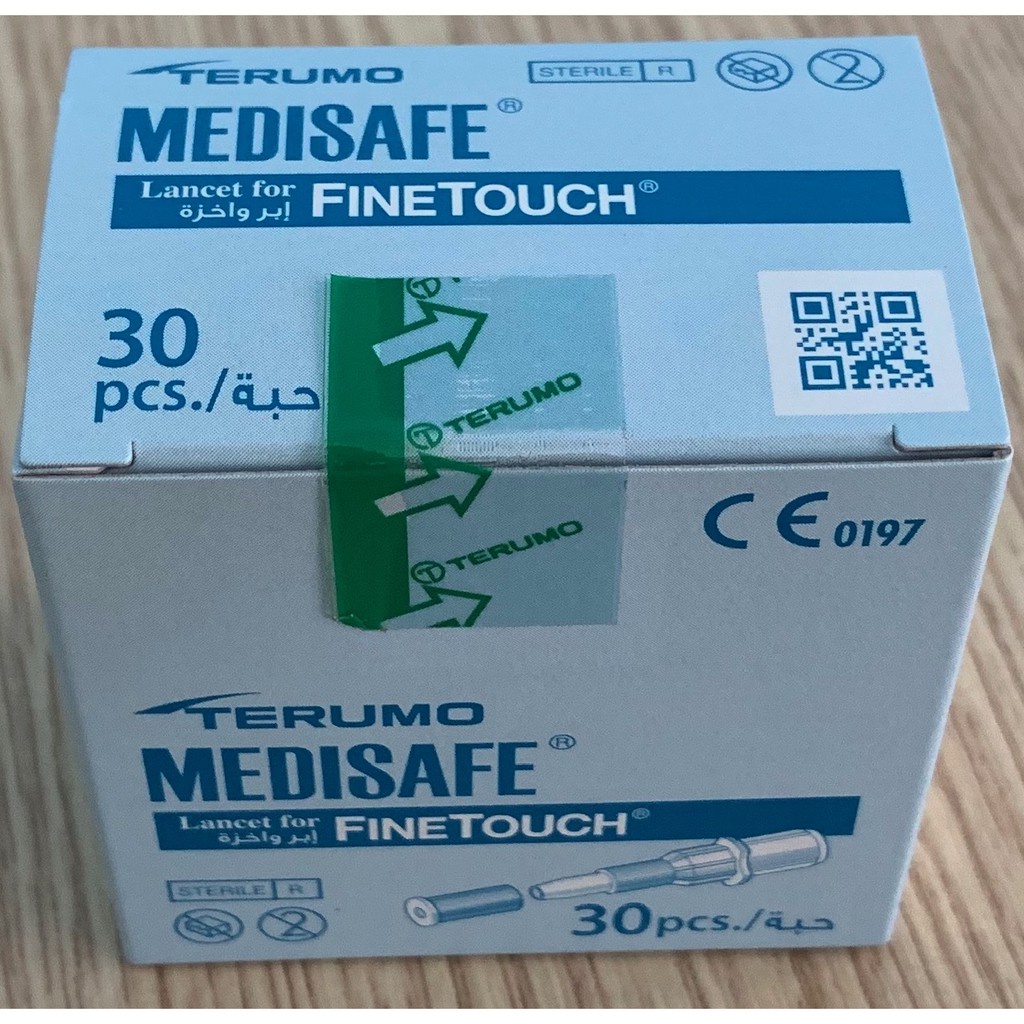 TERUMO
STERILE R
MEDISAFE®
Lancet for FINETOUCH®
إبر واخزة
30
pcs./حبة
TERUMO
TERUMO
CE 0197
TERUMO
MEDISAFE®
Lancet for FINETOUCH®
إبر واخزة
STERILE R
30pcs./حبة